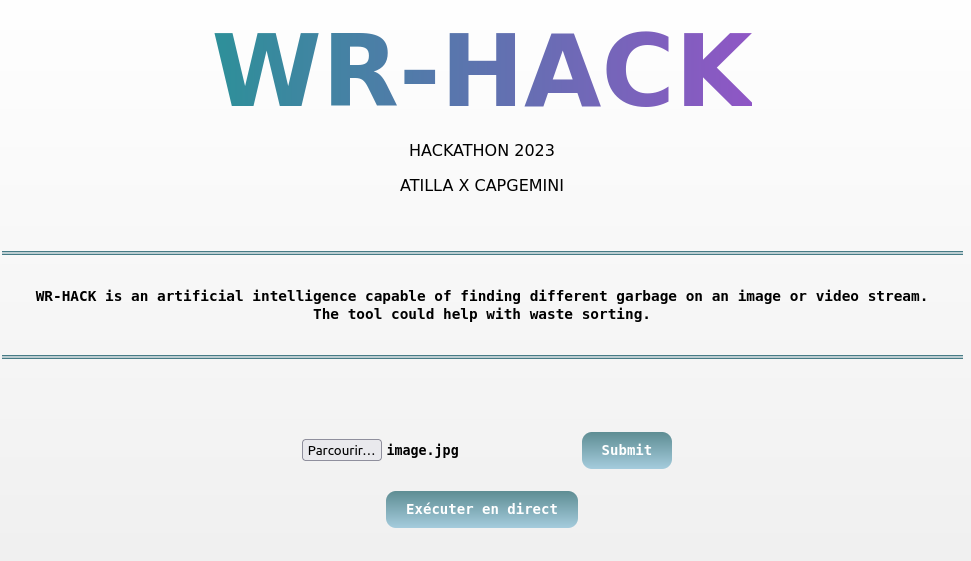 WR-HACK
HACKATHON 2023
ATILLA X CAPGEMINI
WR-HACK is an artificial intelligence capable of finding different garbage on an image or video stream.
The tool could help with waste sorting.
Parcourir... image.jpg Submit
Exécuter en direct